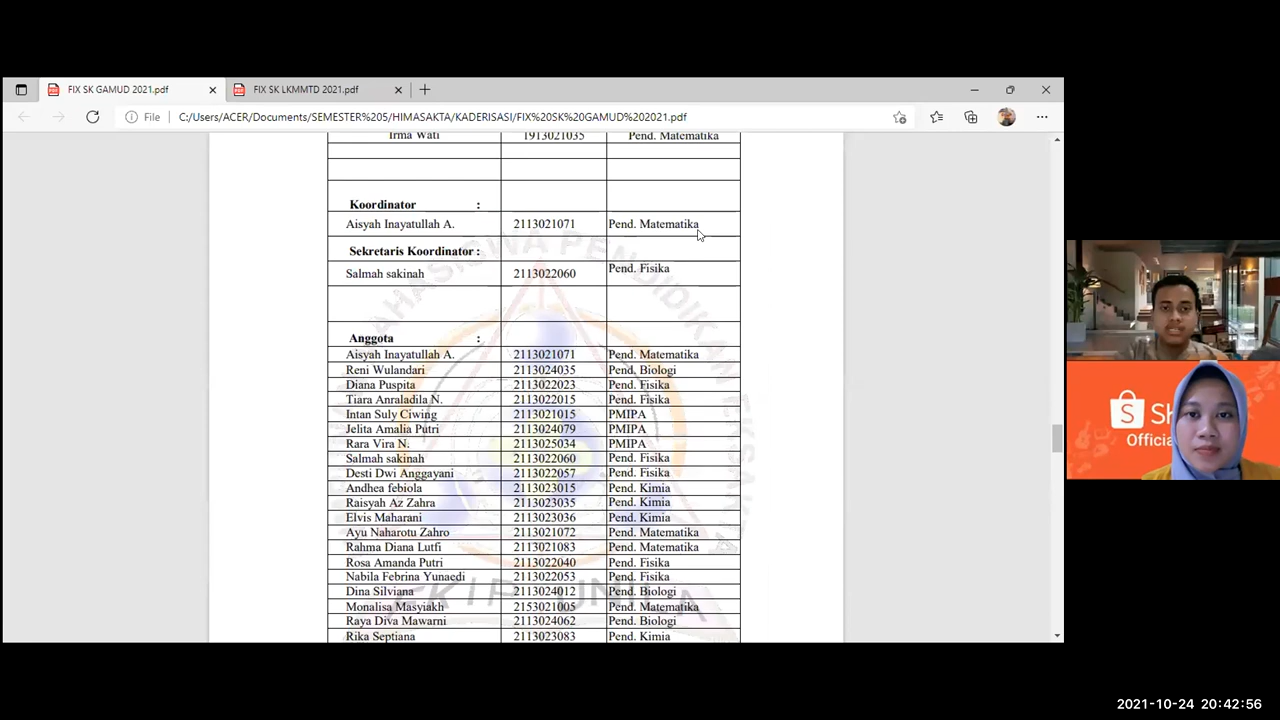 FIX SK GAMUD 2021.pdf
FIX SK LKMMTD 2021.pdf
File
C:/Users/ACER/Documents/SEMESTER%205/HIMASAKTA/KADERISASI/FIX%20SK%20GAMUD%202021.pdf
Irma Wati 1913021035 Pend. Matematika
Koordinator :
Aisyah Inayatullah A. 2113021071 Pend. Matematika
Sekretaris Koordinator :
Salmah sakinah 2113022060 Pend. Fisika
Anggota :
Aisyah Inayatullah A. 2113021071 Pend. Matematika
Reni Wulandari 2113024035 Pend. Biologi
Diana Puspita 2113022023 Pend. Fisika
Tiara Anraladila N. 2113022015 Pend. Fisika
Intan Suly Ciwing 2113021015 PMIPA
Jelita Amalia Putri 2113024079 PMIPA
Rara Vira N. 2113025034 PMIPA
Salmah sakinah 2113022060 Pend. Fisika
Desti Dwi Anggayani 2113022057 Pend. Fisika
Andhea febiola 2113023015 Pend. Kimia
Raisyah Az Zahra 2113023035 Pend. Kimia
Elvis Maharani 2113023036 Pend. Kimia
Ayu Naharotu Zahro 2113021072 Pend. Matematika
Rahma Diana Lutfi 2113021083 Pend. Matematika
Rosa Amanda Putri 2113022040 Pend. Fisika
Nabila Febrina Yunaedi 2113022053 Pend. Fisika
Dina Silviana 2113024012 Pend. Biologi
Monalisa Masyiakh 2153021005 Pend. Matematika
Raya Diva Mawarni 2113024062 Pend. Biologi
Rika Septiana 2113023083 Pend. Kimia
MAHASISWA PENDIDIKAN EKSAKTA
FKIP UNILA
S
Official
2021-10-24 20:42:56